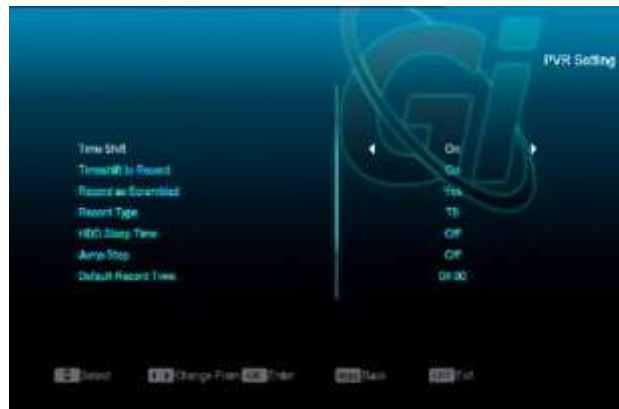 PVR Setting
Time Shift On
Timeshift to Record
Record as Scrambled Yes
Record Type TS
HDD Sleep Time Off
Jump Step Off
Default Record Time
Select Change Enter Back Exit